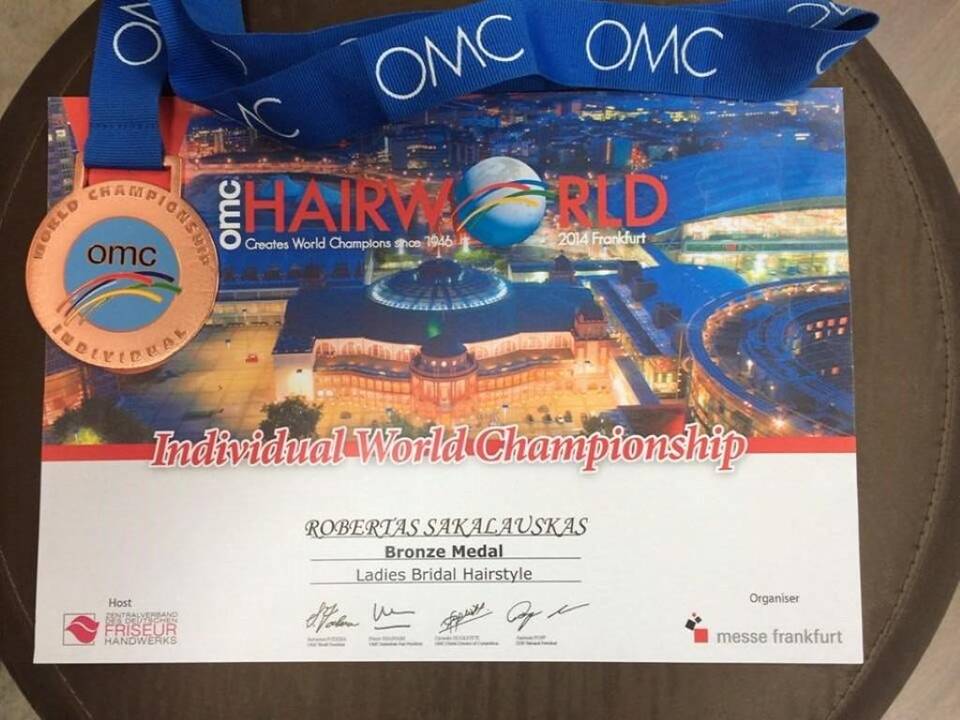 OMC
OMC
OMC
WORLD CHAMPIONSHIP
omc
INDIVIDUAL
omc HAIRWORLD
Creates World Champions since 1946
2014 Frankfurt
Individual World Championship
ROBERTAS SAKALAUSKAS
Bronze Medal
Ladies Bridal Hairstyle
Host
ZENTRALVERBAND
DES DEUTSCHEN
FRISEUR
HANDWERKS
Organiser
messe frankfurt